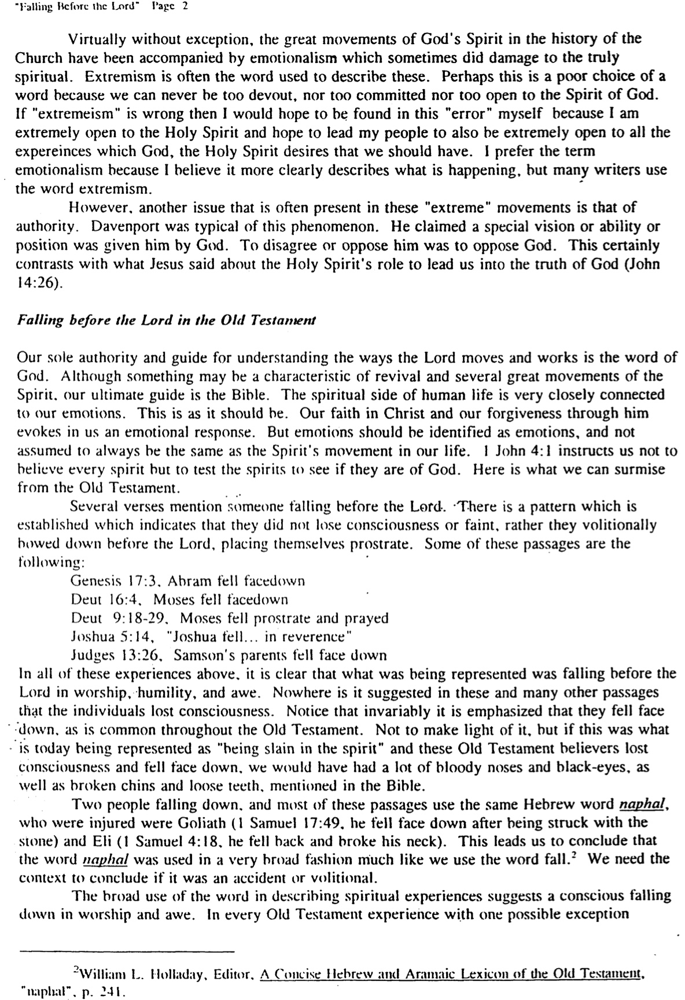 "Falling Before the Lord" Page 2
Virtually without exception, the great movements of God's Spirit in the history of the
Church have been accompanied by emotionalism which sometimes did damage to the truly
spiritual. Extremism is often the word used to describe these. Perhaps this is a poor choice of a
word because we can never be too devout, nor too committed nor too open to the Spirit of God.
If "extremeism" is wrong then I would hope to be found in this "error" myself because I am
extremely open to the Holy Spirit and hope to lead my people to also be extremely open to all the
expereinces which God, the Holy Spirit desires that we should have. I prefer the term
emotionalism because I believe it more clearly describes what is happening, but many writers use
the word extremism.
However, another issue that is often present in these "extreme" movements is that of
authority. Davenport was typical of this phenomenon. He claimed a special vision or ability or
position was given him by God. To disagree or oppose him was to oppose God. This certainly
contrasts with what Jesus said about the Holy Spirit's role to lead us into the truth of God (John
14:26).
Falling before the Lord in the Old Testament
Our sole authority and guide for understanding the ways the Lord moves and works is the word of
God. Although something may be a characteristic of revival and several great movements of the
Spirit, our ultimate guide is the Bible. The spiritual side of human life is very closely connected
to our emotions. This is as it should be. Our faith in Christ and our forgiveness through him
evokes in us an emotional response. But emotions should be identified as emotions, and not
assumed to always be the same as the Spirit's movement in our life. 1 John 4:1 instructs us not to
believe every spirit but to test the spirits to see if they are of God. Here is what we can surmise
from the Old Testament.
Several verses mention someone falling before the Lord. There is a pattern which is
established which indicates that they did not lose consciousness or faint, rather they volitionally
bowed down before the Lord, placing themselves prostrate. Some of these passages are the
following:
Genesis 17:3, Abram fell facedown
Deut 16:4, Moses fell facedown
Deut 9:18-29, Moses fell prostrate and prayed
Joshua 5:14, "Joshua fell... in reverence"
Judges 13:26, Samson's parents fell face down
In all of these experiences above, it is clear that what was being represented was falling before the
Lord in worship, humility, and awe. Nowhere is it suggested in these and many other passages
that the individuals lost consciousness. Notice that invariably it is emphasized that they fell face
down, as is common throughout the Old Testament. Not to make light of it, but if this was what
is today being represented as "being slain in the spirit" and these Old Testament believers lost
consciousness and fell face down, we would have had a lot of bloody noses and black-eyes, as
well as broken chins and loose teeth, mentioned in the Bible.
Two people falling down, and most of these passages use the same Hebrew word naphal,
who were injured were Goliath (1 Samuel 17:49, he fell face down after being struck with the
stone) and Eli (1 Samuel 4:18, he fell back and broke his neck). This leads us to conclude that
the word naphal was used in a very broad fashion much like we use the word fall.2 We need the
context to conclude if it was an accident or volitional.
The broad use of the word in describing spiritual experiences suggests a conscious falling
down in worship and awe. In every Old Testament experience with one possible exception
2William L. Holladay, Editor, A Concise Hebrew and Aramaic Lexicon of the Old Testament,
"naphal", p. 241.